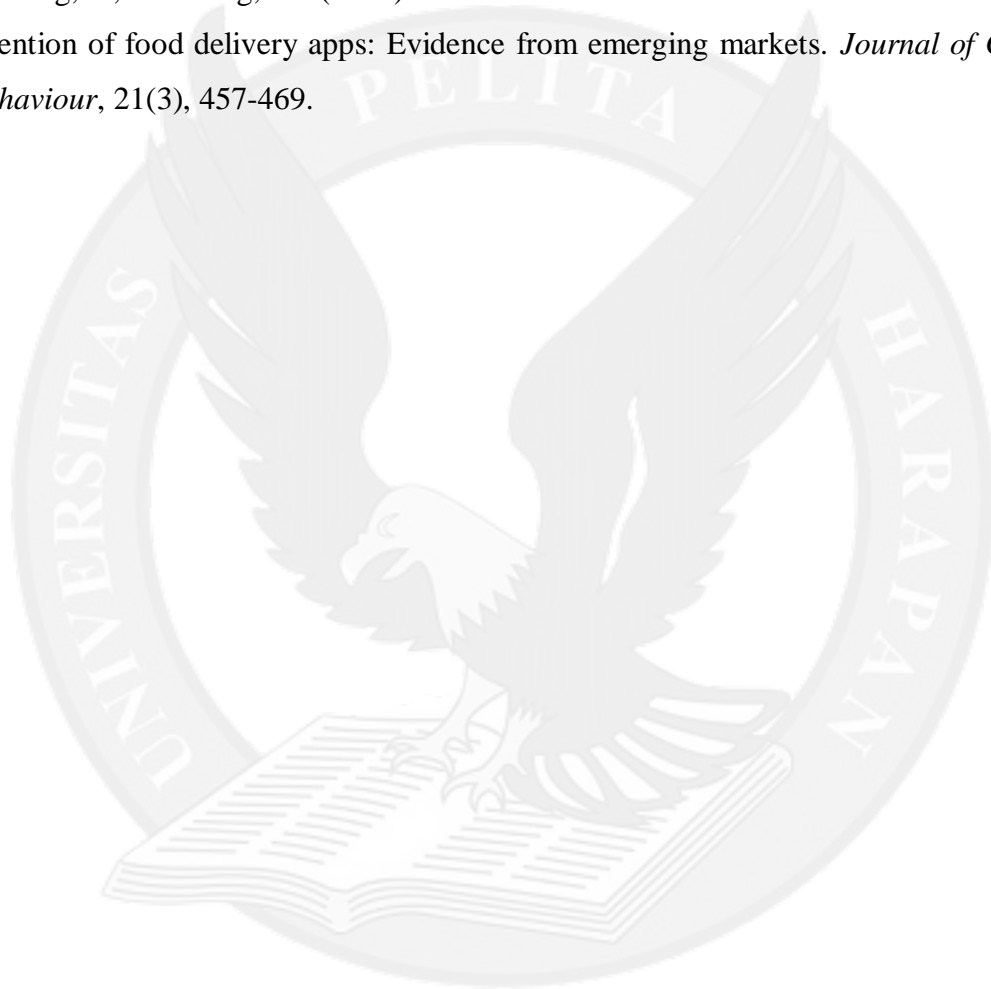 ention of food delivery apps: Evidence from emerging markets. Journal of
haviour, 21(3), 457-469.
UNIVERSITAS PELITA HARAPAN